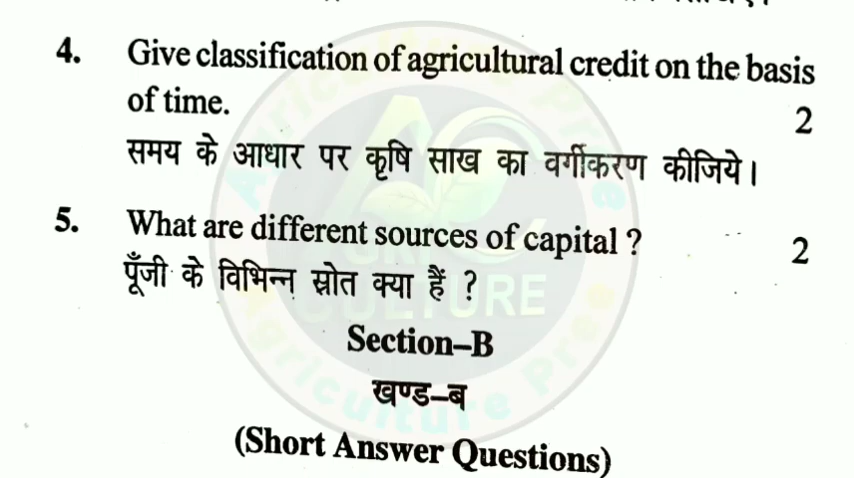 4. Give classification of agricultural credit on the basis
of time. 2
समय के आधार पर कृषि साख का वर्गीकरण कीजिये।
5. What are different sources of capital ? 2
पूँजी के विभिन्न स्रोत क्या हैं ?
Section–B
खण्ड–ब
(Short Answer Questions)